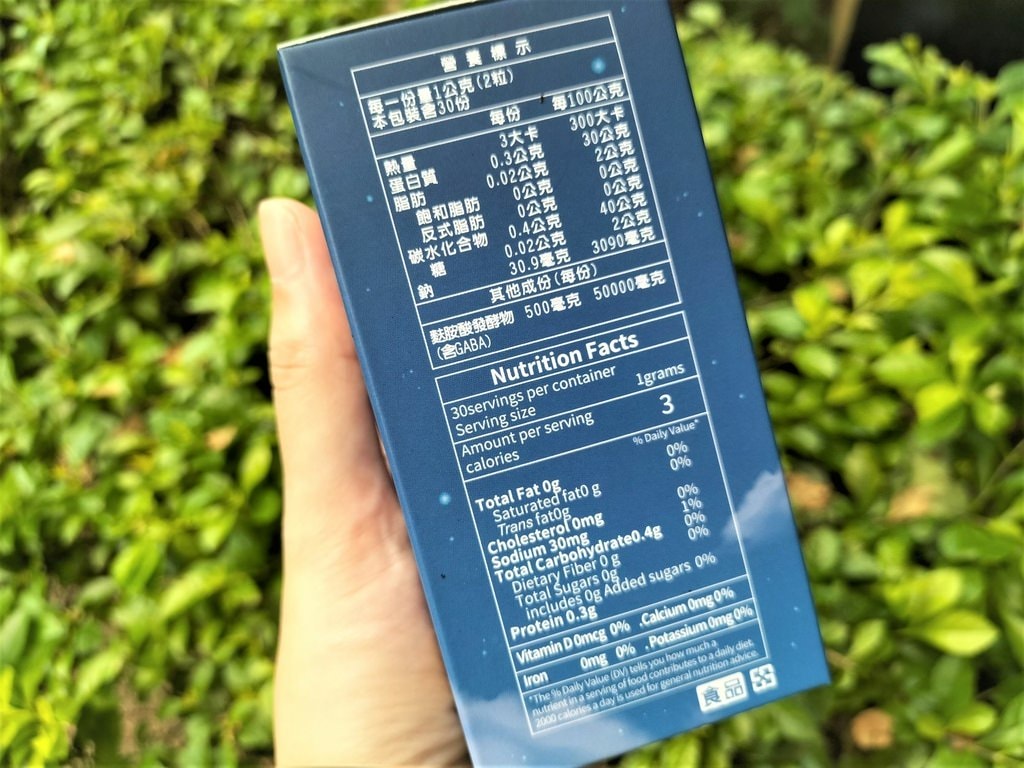 營養標示
每一份量1公克(2粒)
本包裝含30份
每份 每100公克
熱量 3大卡 300大卡
蛋白質 0.3公克 30公克
脂肪 0.02公克 2公克
飽和脂肪 0公克 0公克
反式脂肪 0公克 0公克
碳水化合物 0.4公克 40公克
糖 0.02公克 2公克
鈉 30.9毫克 3090毫克
其他成份(每份)
麩胺酸發酵物 500毫克 50000毫克
(含GABA)
Nutrition Facts
30servings per container
Serving size 1grams
Amount per serving
calories 3
% Daily Value*
Total Fat 0g 0%
Saturated fat0 g 0%
Trans fat0g
Cholesterol 0mg 0%
Sodium 30mg 1%
Total Carbohydrate0.4g 0%
Dietary Fiber 0 g 0%
Total Sugars 0g
includes 0g Added sugars 0%
Protein 0.3g
Vitamin D 0mcg 0% .Calcium 0mg 0%
Iron 0mg 0% .Potassium 0mg 0%
*The % Daily Value (DV) tells you how much a
nutrient in a serving of food contributes to a daily diet.
2000 calories a day is used for general nutrition advice.
食品